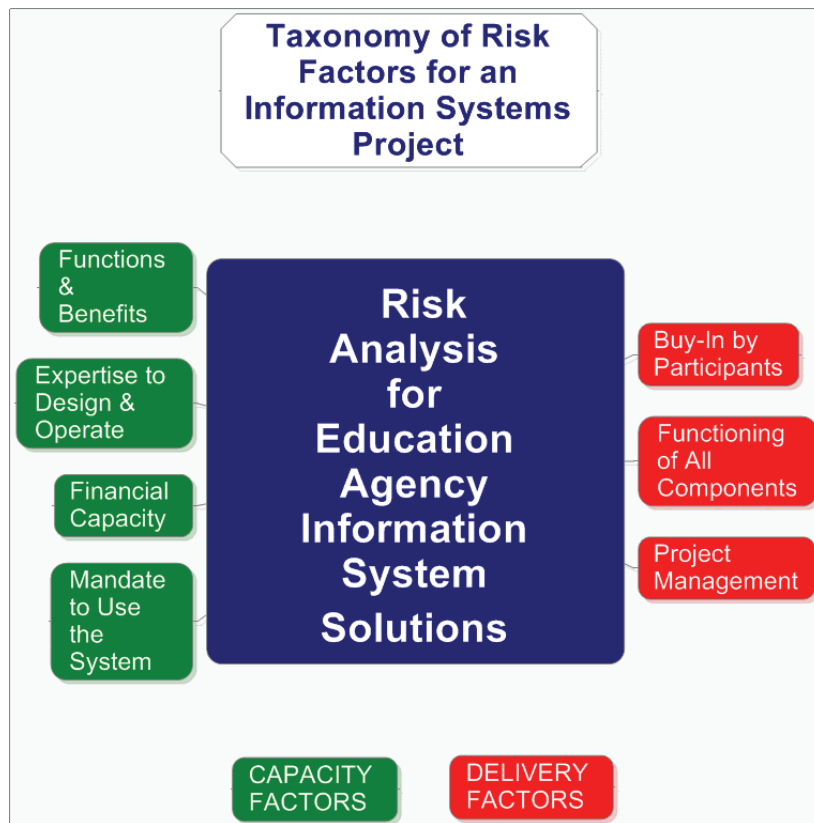 Taxonomy of Risk
Factors for an
Information Systems
Project
Functions
&
Benefits
Expertise to
Design &
Operate
Financial
Capacity
Mandate
to Use
the
System
Risk
Analysis
for
Education
Agency
Information
System
Solutions
Buy-In by
Participants
Functioning
of All
Components
Project
Management
CAPACITY
FACTORS
DELIVERY
FACTORS